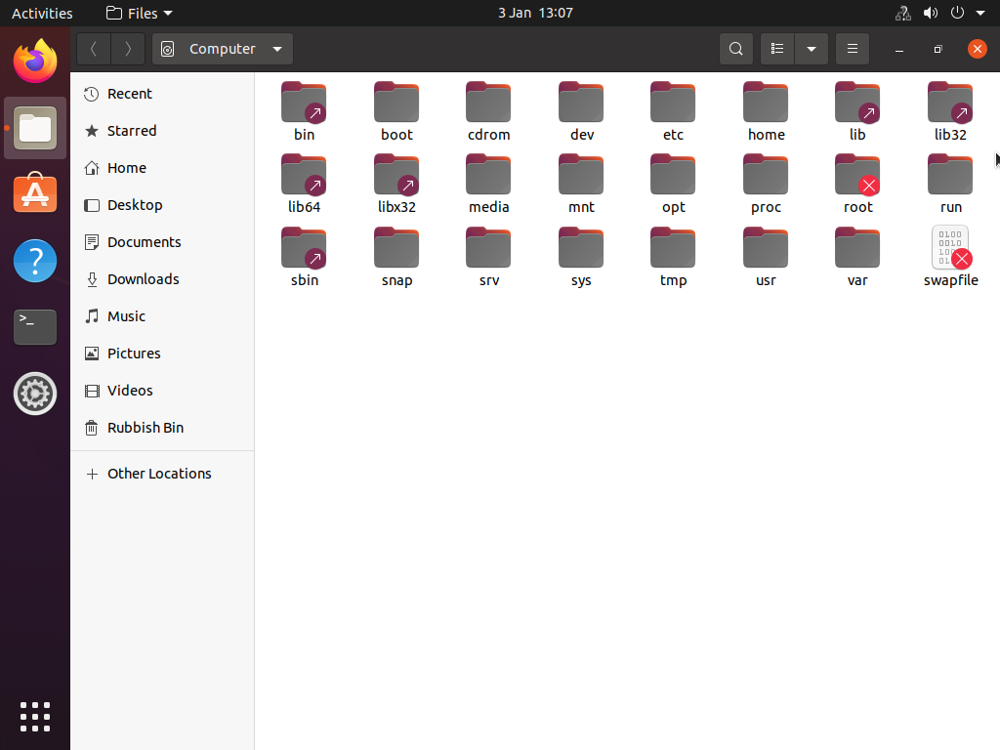 Activities Files 3 Jan 13:07
Computer
Recent
Starred
Home
Desktop
Documents
Downloads
Music
Pictures
Videos
Rubbish Bin
Other Locations
bin boot cdrom dev etc home lib lib32
lib64 libx32 media mnt opt proc root run
sbin snap srv sys tmp usr var swapfile